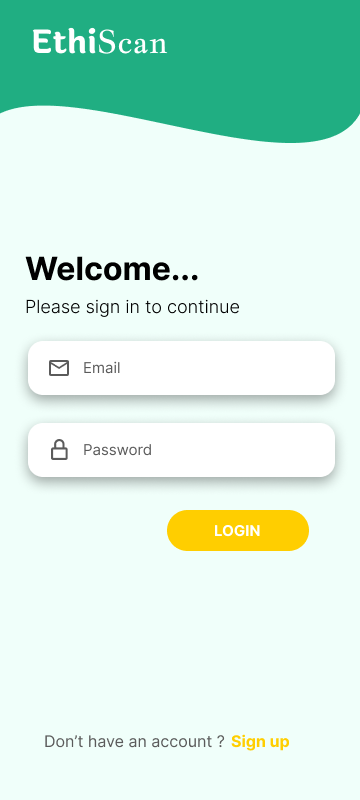 EthiScan
Welcome...
Please sign in to continue
Email
Password
LOGIN
Don’t have an account ? Sign up